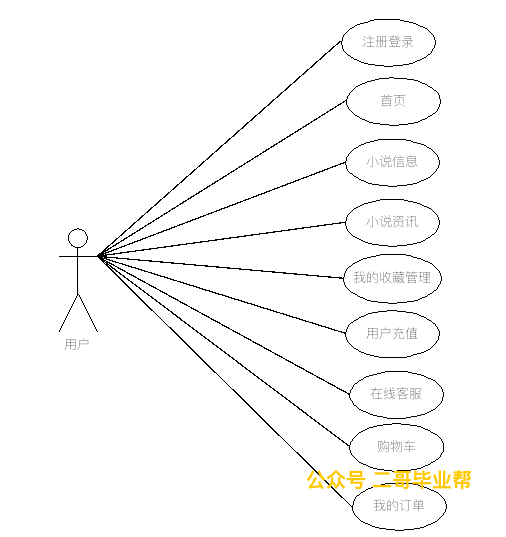 注册登录
首页
小说信息
小说资讯
我的收藏管理
用户充值
用户
在线客服
购物车
公众号 二哥毕业帮
我的订单